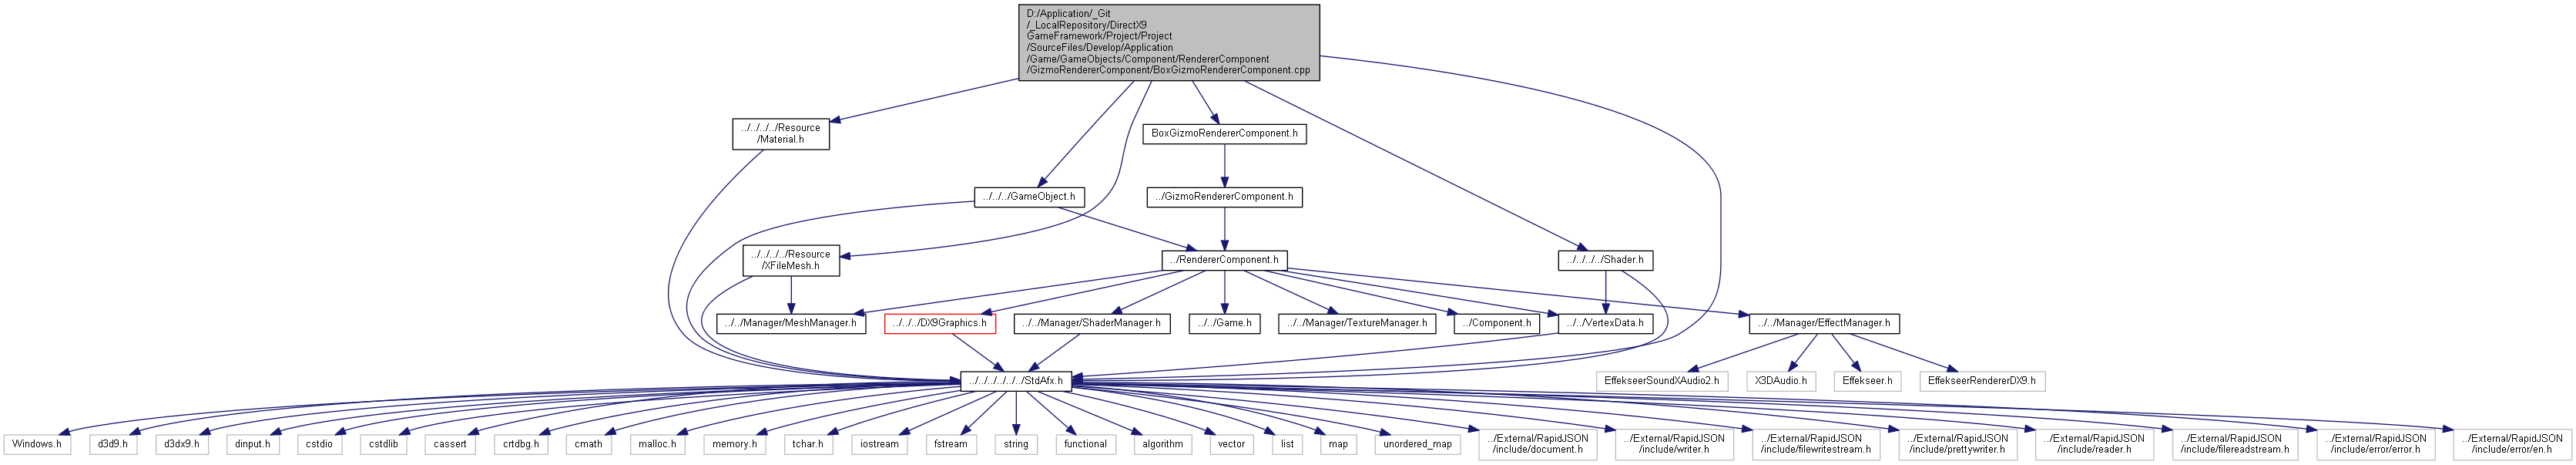 D:/Application/_Git
/_LocalRepository/DirectX9
GameFramework/Project/Project
/SourceFiles/Develop/Application
/Game/GameObjects/Component/RendererComponent
/GizmoRendererComponent/BoxGizmoRendererComponent.cpp
../../../../Resource
/Material.h
BoxGizmoRendererComponent.h
../../../GameObject.h
../GizmoRendererComponent.h
../../../../Resource
/XFileMesh.h
../RendererComponent.h
../../../../Shader.h
../../Manager/MeshManager.h
../../../DX9Graphics.h
../../Manager/ShaderManager.h
../../Game.h
../../Manager/TextureManager.h
../Component.h
../../VertexData.h
../../Manager/EffectManager.h
../../../../../../StdAfx.h
EffekseerSoundXAudio2.h
X3DAudio.h
Effekseer.h
EffekseerRendererDX9.h
Windows.h
d3d9.h
d3dx9.h
dinput.h
cstdio
cstdlib
cassert
crtdbg.h
cmath
malloc.h
memory.h
tchar.h
iostream
fstream
string
functional
algorithm
vector
list
map
unordered_map
../External/RapidJSON
/include/document.h
../External/RapidJSON
/include/writer.h
../External/RapidJSON
/include/filewritestream.h
../External/RapidJSON
/include/prettywriter.h
../External/RapidJSON
/include/reader.h
../External/RapidJSON
/include/filereadstream.h
../External/RapidJSON
/include/error/error.h
../External/RapidJSON
/include/error/en.h